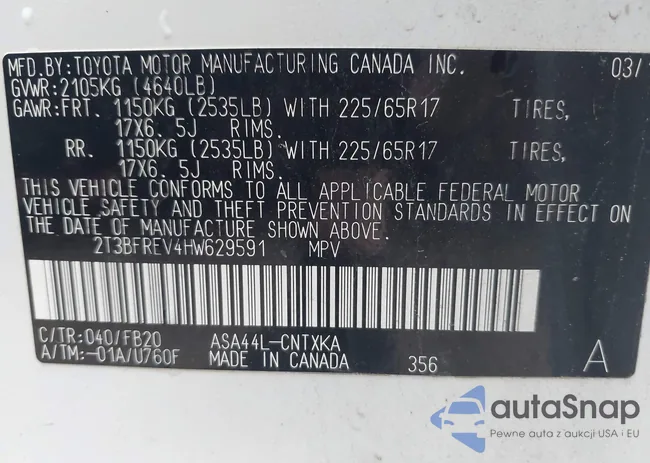 MFD.BY:TOYOTA MOTOR MANUFACTURING CANADA INC. 03/
GVWR:2105KG (4640LB)
GAWR:FRT. 1150KG (2535LB) WITH 225/65R17 TIRES,
17X6.5J RIMS.
RR. 1150KG (2535LB) WITH 225/65R17 TIRES,
17X6.5J RIMS.
THIS VEHICLE CONFORMS TO ALL APPLICABLE FEDERAL MOTOR
VEHICLE SAFETY AND THEFT PREVENTION STANDARDS IN EFFECT ON
THE DATE OF MANUFACTURE SHOWN ABOVE.
2T3BFREV4HW629591 MPV
C/TR:040/FB20 ASA44L-CNTXKA
A/TM:-01A/U760F MADE IN CANADA 356 A
autaSnap
Pewne auta z aukcji USA i EU